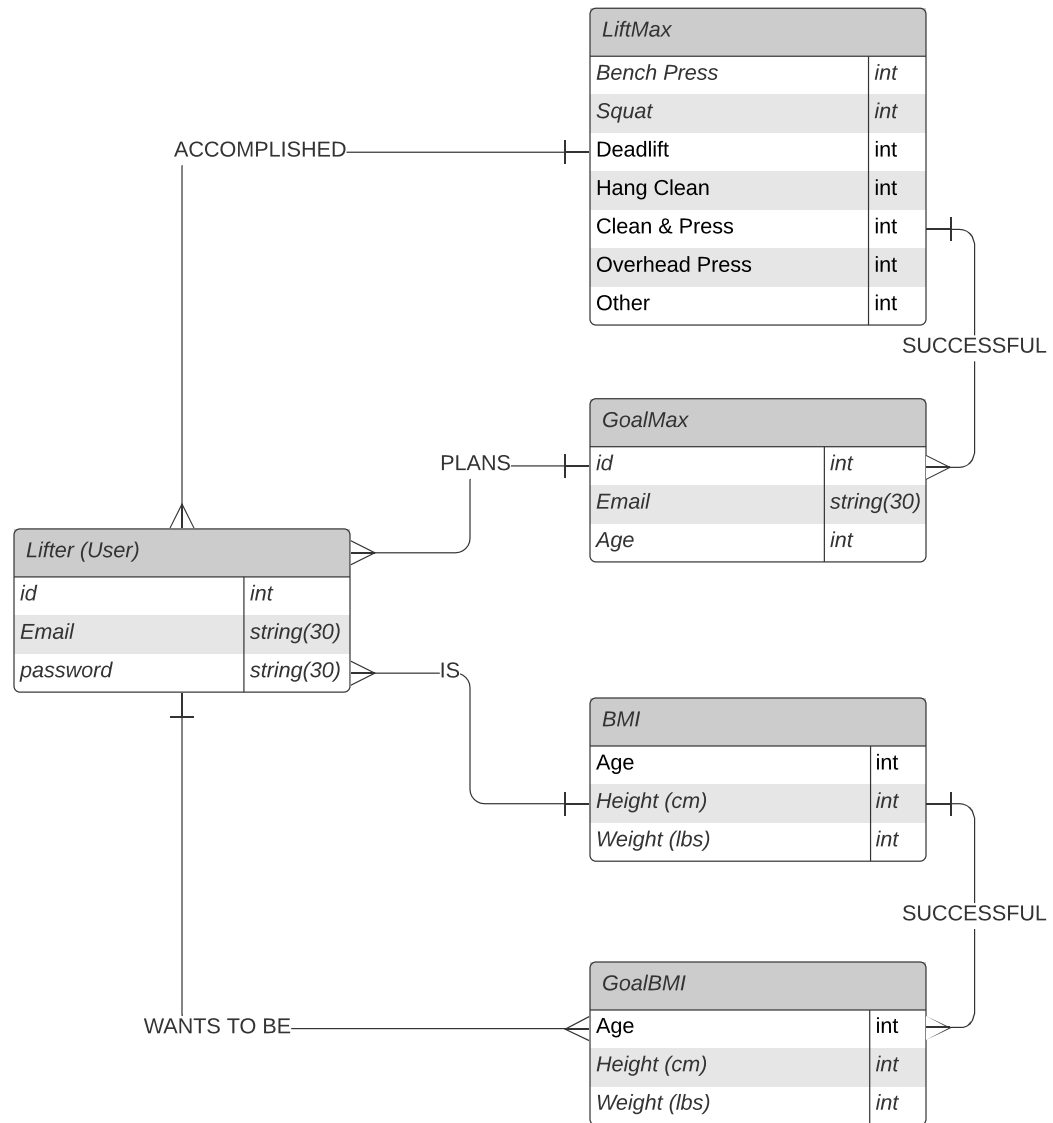 LiftMax
Bench Press int
Squat int
Deadlift int
Hang Clean int
Clean & Press int
Overhead Press int
Other int
ACCOMPLISHED
SUCCESSFUL
GoalMax
id int
Email string(30)
Age int
PLANS
Lifter (User)
id int
Email string(30)
password string(30)
IS
BMI
Age int
Height (cm) int
Weight (lbs) int
SUCCESSFUL
WANTS TO BE
GoalBMI
Age int
Height (cm) int
Weight (lbs) int